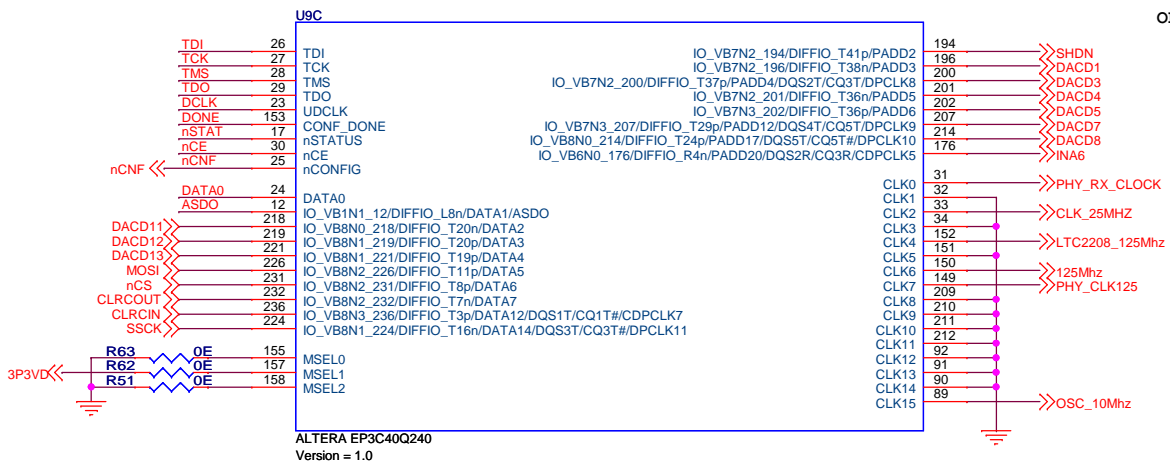 U9C
O
TDI 26 TDI
TCK 27 TCK
TMS 28 TMS
TDO 29 TDO
DCLK 23 UDCLK
DONE 153 CONF_DONE
nSTAT 17 nSTATUS
nCE 30 nCE
nCNF nCNF 25 nCONFIG
DATA0 24 DATA0
ASDO 12 IO_VB1N1_12/DIFFIO_L8n/DATA1/ASDO
DACD11 218 IO_VB8N0_218/DIFFIO_T20n/DATA2
DACD12 219 IO_VB8N1_219/DIFFIO_T20p/DATA3
DACD13 221 IO_VB8N1_221/DIFFIO_T19p/DATA4
MOSI 226 IO_VB8N2_226/DIFFIO_T11p/DATA5
nCS 231 IO_VB8N2_231/DIFFIO_T8p/DATA6
CLRCOUT 232 IO_VB8N2_232/DIFFIO_T7n/DATA7
CLRCIN 236 IO_VB8N3_236/DIFFIO_T3p/DATA12/DQS1T/CQ1T#/CDPCLK7
SSCK 224 IO_VB8N1_224/DIFFIO_T16n/DATA14/DQS3T/CQ3T#/DPCLK11
R63 0E 155 MSEL0
3P3VD R62 0E 157 MSEL1
R51 0E 158 MSEL2
IO_VB7N2_194/DIFFIO_T41p/PADD2 194 SHDN
IO_VB7N2_196/DIFFIO_T38n/PADD3 196 DACD1
IO_VB7N2_200/DIFFIO_T37p/PADD4/DQS2T/CQ3T/DPCLK8 200 DACD3
IO_VB7N2_201/DIFFIO_T36n/PADD5 201 DACD4
IO_VB7N3_202/DIFFIO_T36p/PADD6 202 DACD5
IO_VB7N3_207/DIFFIO_T29p/PADD12/DQS4T/CQ5T/DPCLK9 207 DACD7
IO_VB8N0_214/DIFFIO_T24p/PADD17/DQS5T/CQ5T#/DPCLK10 214 DACD8
IO_VB6N0_176/DIFFIO_R4n/PADD20/DQS2R/CQ3R/CDPCLK5 176 INA6
CLK0 31 PHY_RX_CLOCK
CLK1 32
CLK2 33 CLK_25MHZ
CLK3 34
CLK4 152 LTC2208_125Mhz
CLK5 151
CLK6 150 125Mhz
CLK7 149 PHY_CLK125
CLK8 209
CLK9 210
CLK10 211
CLK11 212
CLK12 92
CLK13 91
CLK14 90
CLK15 89 OSC_10Mhz
ALTERA EP3C40Q240
Version = 1.0